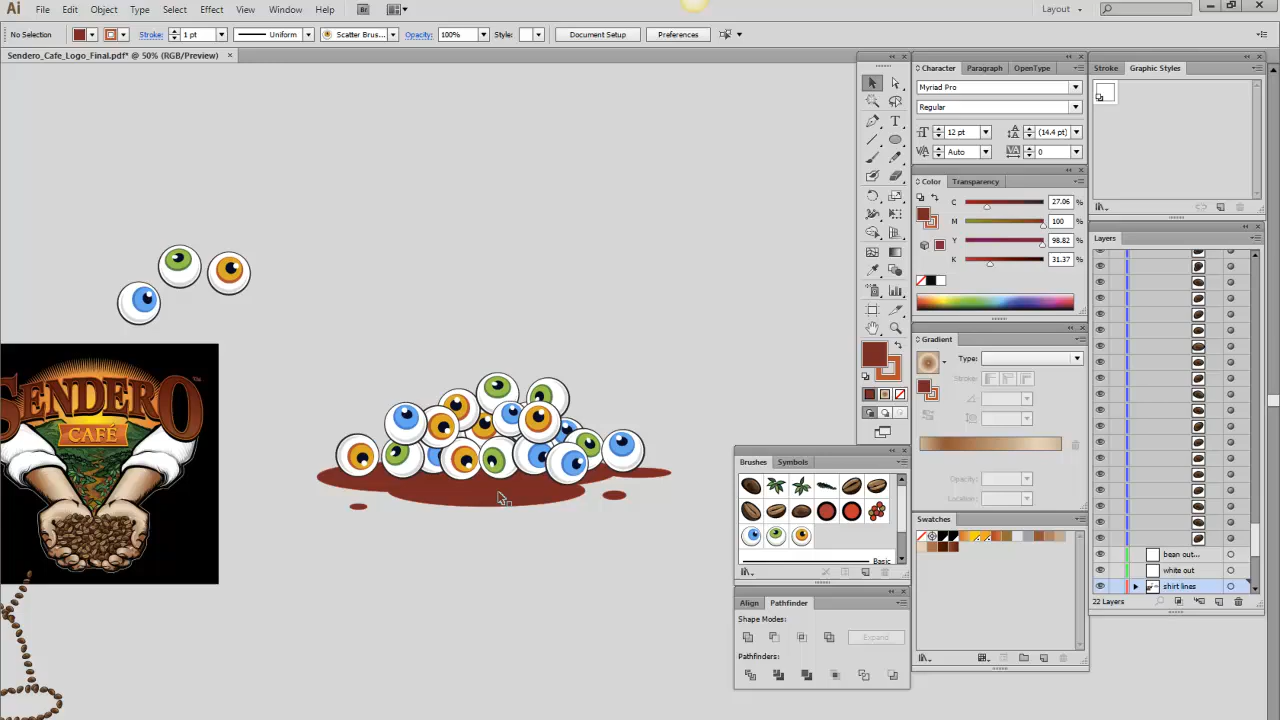 Ai File Edit Object Type Select Effect View Window Help Br Layout
No Selection Stroke: 1 pt Uniform Scatter Brus... Opacity: 100% Style: Document Setup Preferences
Sendero_Cafe_Logo_Final.pdf* @ 50% (RGB/Preview)
SENDERO™
CAFÉ
Character Paragraph OpenType
Myriad Pro
Regular
12 pt (14.4 pt)
Auto 0
Color Transparency
C 27.06 %
M 100 %
Y 98.82 %
K 31.37 %
Gradient
Type:
Stroke:
Opacity:
Location:
Swatches
Brushes Symbols
Basic
Align Pathfinder
Shape Modes:
Expand
Pathfinders:
Stroke Graphic Styles
Layers
bean out...
white out
shirt lines
22 Layers